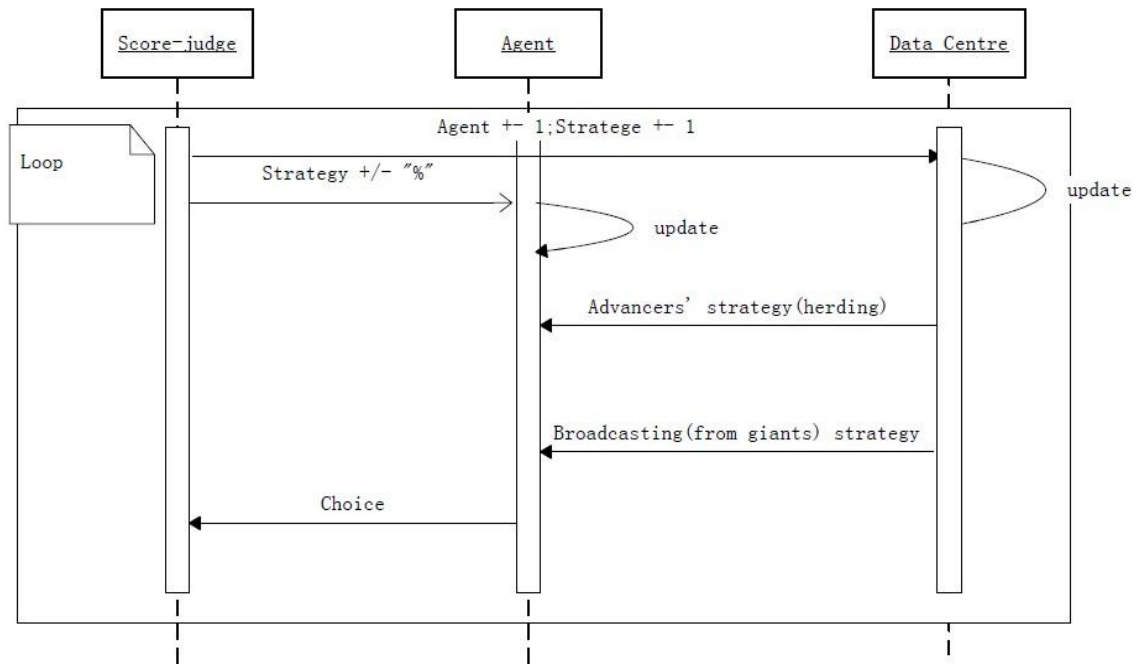 Score-judge
Agent
Data Centre
Agent +- 1;Stratege +- 1
Loop
Strategy +/- "%"
update
update
Advancers' strategy(herding)
Broadcasting(from giants) strategy
Choice